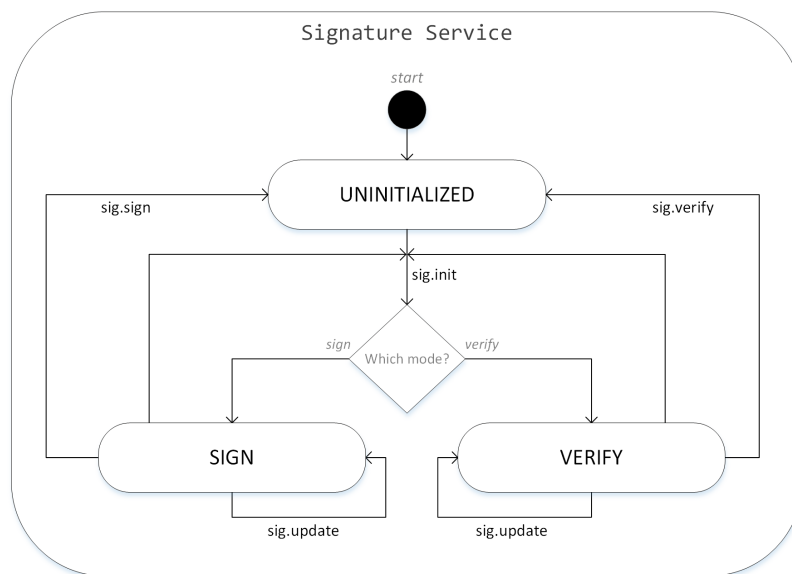 Signature Service
start
UNINITIALIZED
sig.sign
sig.verify
sig.init
sign
verify
Which mode?
SIGN
VERIFY
sig.update
sig.update